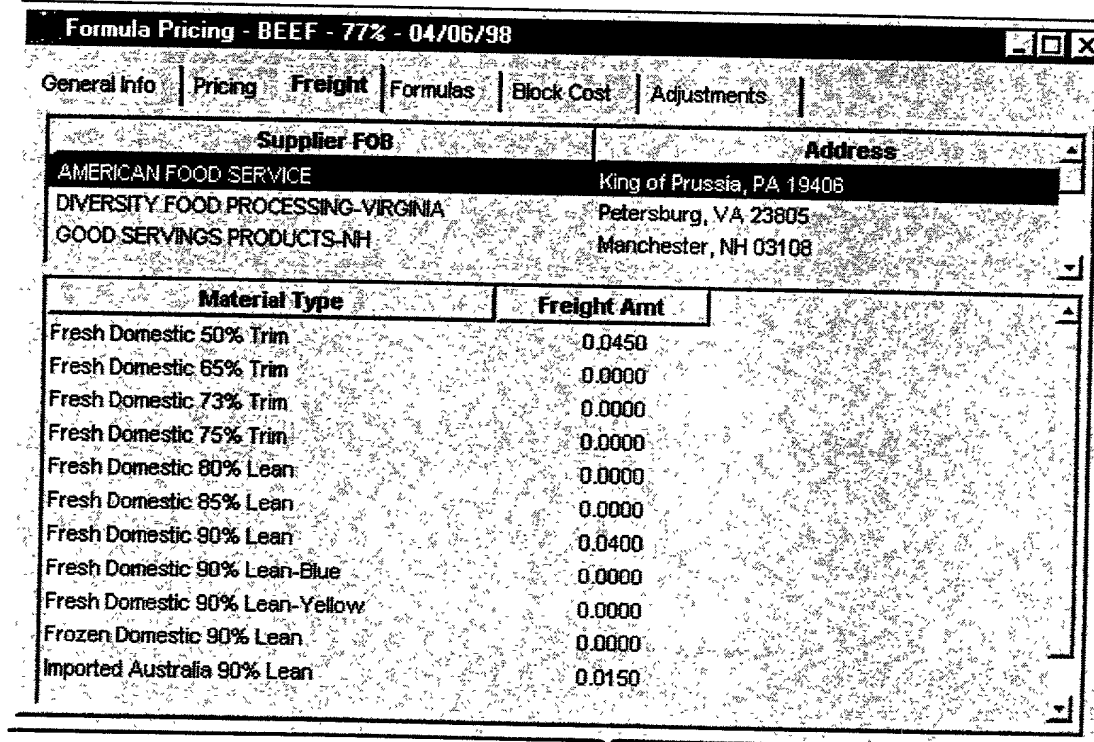 Formula Pricing - BEEF - 77% - 04/06/98
General Info Pricing Freight Formulas Block Cost Adjustments
Supplier FOB Address
AMERICAN FOOD SERVICE King of Prussia, PA 19406
DIVERSITY FOOD PROCESSING-VIRGINIA Petersburg, VA 23805
GOOD SERVINGS PRODUCTS-NH Manchester, NH 03108
Material Type Freight Amt
Fresh Domestic 50% Trim 0.0450
Fresh Domestic 65% Trim 0.0000
Fresh Domestic 73% Trim 0.0000
Fresh Domestic 75% Trim 0.0000
Fresh Domestic 80% Lean 0.0000
Fresh Domestic 85% Lean 0.0000
Fresh Domestic 90% Lean 0.0400
Fresh Domestic 90% Lean-Blue 0.0000
Fresh Domestic 90% Lean-Yellow 0.0000
Frozen Domestic 90% Lean 0.0000
Imported Australia 90% Lean 0.0150